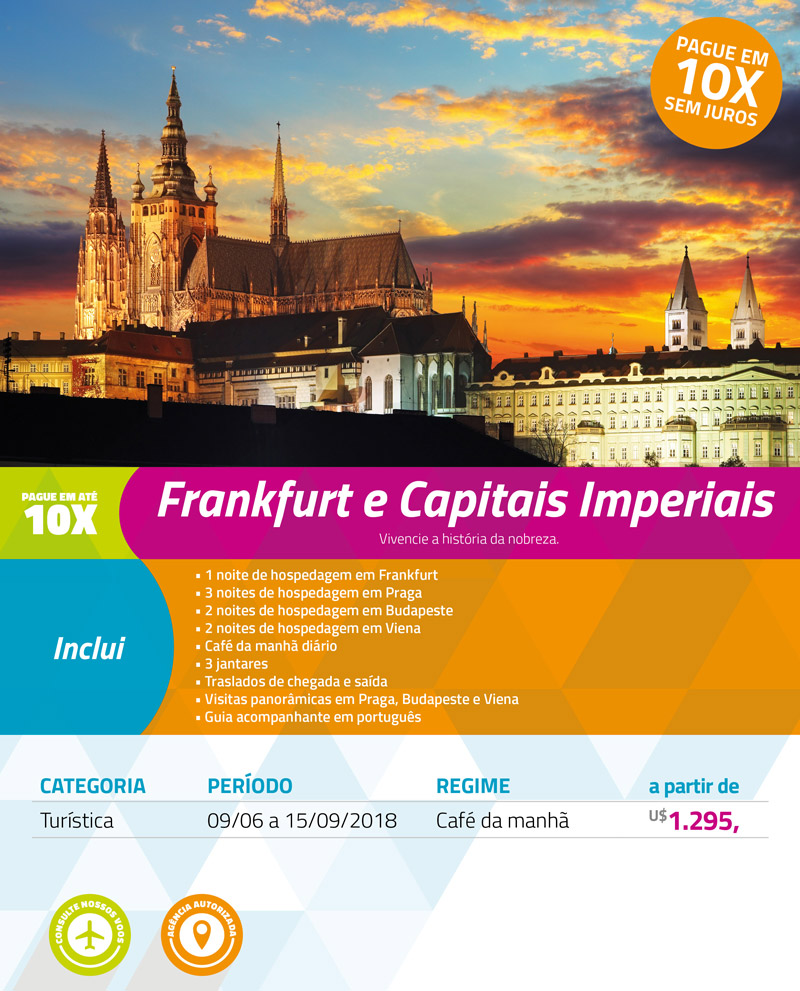 PAGUE EM
10X
SEM JUROS
PAGUE EM ATÉ
10X
Frankfurt e Capitais Imperiais
Vivencie a história da nobreza.
Inclui
• 1 noite de hospedagem em Frankfurt
• 3 noites de hospedagem em Praga
• 2 noites de hospedagem em Budapeste
• 2 noites de hospedagem em Viena
• Café da manhã diário
• 3 jantares
• Traslados de chegada e saída
• Visitas panorâmicas em Praga, Budapeste e Viena
• Guia acompanhante em português
CATEGORIA PERÍODO REGIME a partir de
Turística 09/06 a 15/09/2018 Café da manhã U$1.295,
CONSULTE NOSSOS VOOS
AGÊNCIA AUTORIZADA